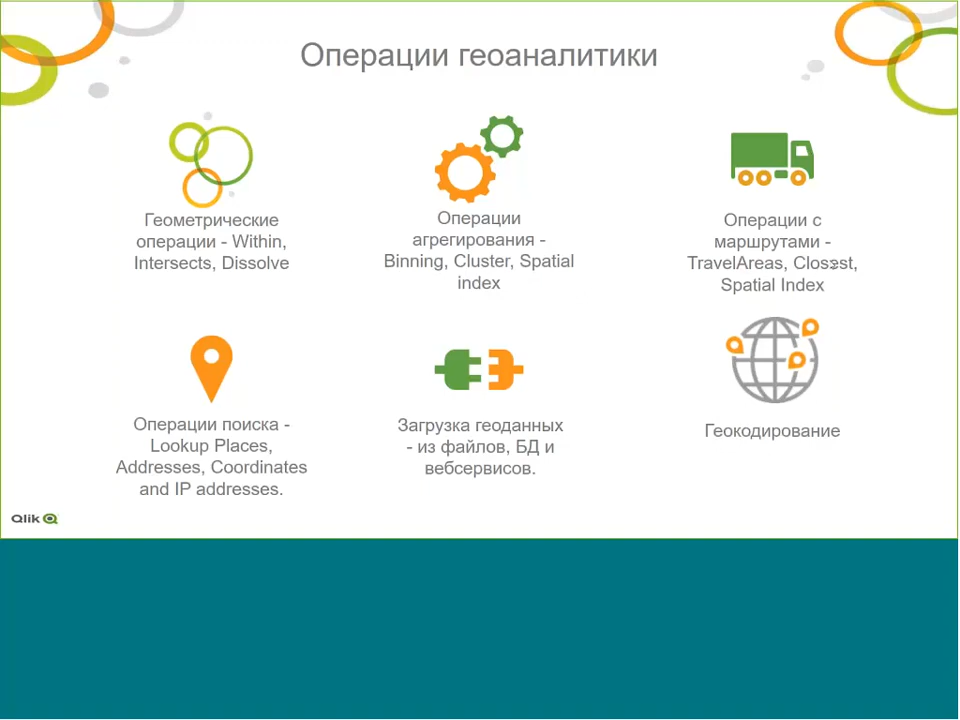 Операции геоаналитики
Геометрические
операции - Within,
Intersects, Dissolve
Операции
агрегирования -
Binning, Cluster, Spatial
index
Операции с
маршрутами -
TravelAreas, Closest,
Spatial Index
Операции поиска -
Lookup Places,
Addresses, Coordinates
and IP addresses.
Загрузка геоданных
- из файлов, БД и
вебсервисов.
Геокодирование
Qlik